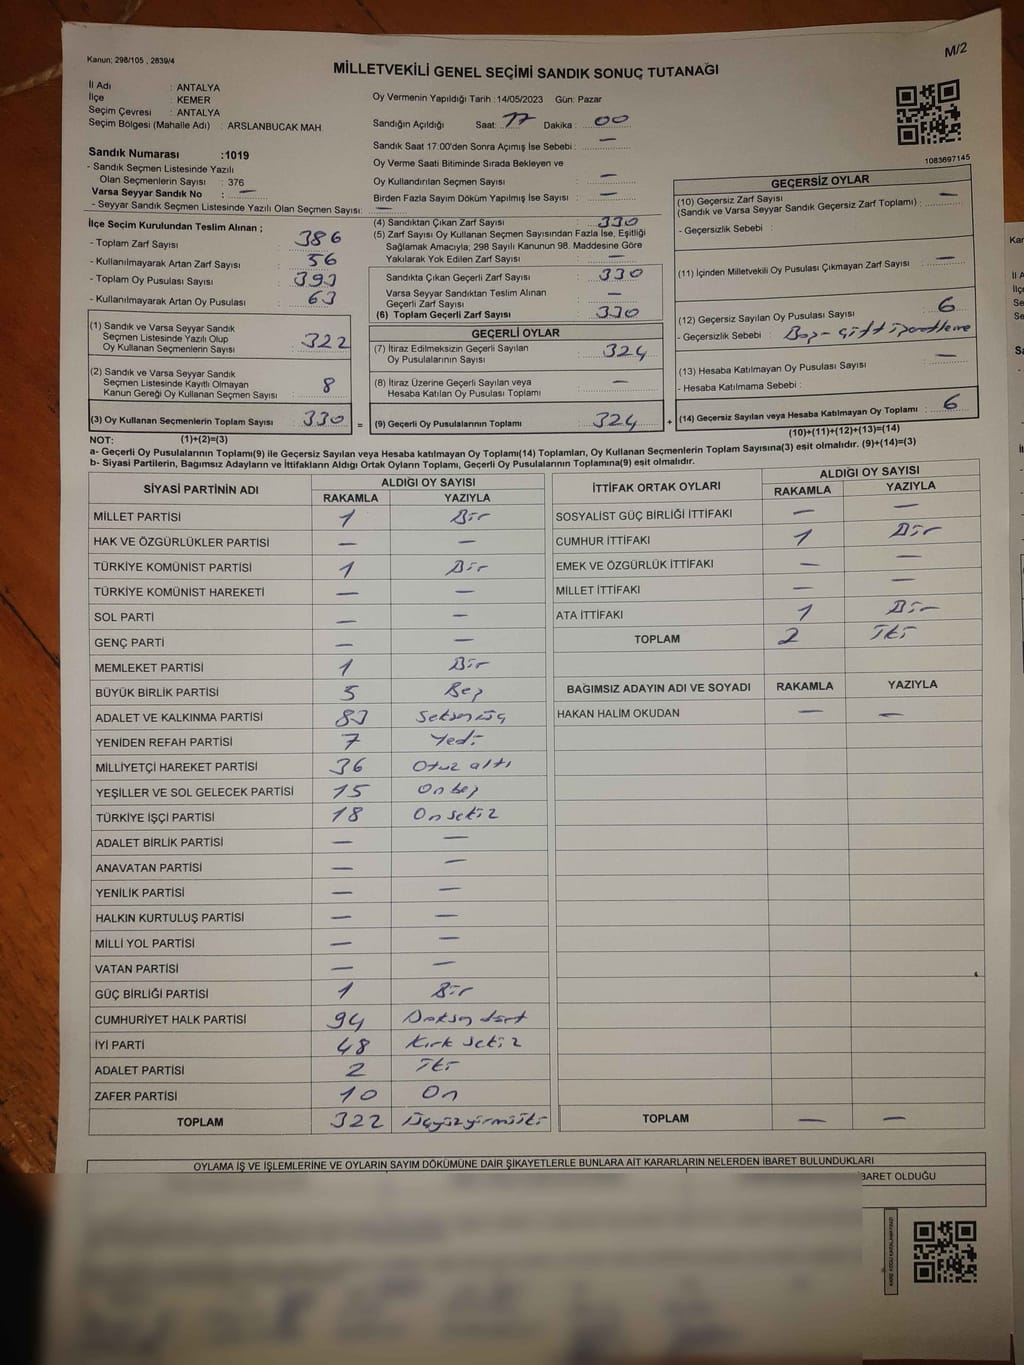 Kanun; 298/105 , 2839/4
M/2
MİLLETVEKİLİ GENEL SEÇİMİ SANDIK SONUÇ TUTANAĞI
İl Adı : ANTALYA
İlçe : KEMER
Seçim Çevresi : ANTALYA
Seçim Bölgesi (Mahalle Adı) : ARSLANBUCAK MAH.
Sandık Numarası :1019
- Sandık Seçmen Listesinde Yazılı
Olan Seçmenlerin Sayısı : 376
Varsa Seyyar Sandık No : —
- Seyyar Sandık Seçmen Listesinde Yazılı Olan Seçmen Sayısı: —
Oy Vermenin Yapıldığı Tarih :14/05/2023 Gün: Pazar
Sandığın Açıldığı Saat: 17 Dakika : 00
Sandık Saat 17:00'den Sonra Açımış İse Sebebi : —
Oy Verme Saati Bitiminde Sırada Bekleyen ve
Oy Kullandırılan Seçmen Sayısı —
Birden Fazla Sayım Döküm Yapılmış İse Sayısı : —
1083697145
İlçe Seçim Kurulundan Teslim Alınan ;
- Toplam Zarf Sayısı : 386
- Kullanılmayarak Artan Zarf Sayısı : 56
- Toplam Oy Pusulası Sayısı : 393
- Kullanılmayarak Artan Oy Pusulası : 63
(1) Sandık ve Varsa Seyyar Sandık
Seçmen Listesinde Yazılı Olup
Oy Kullanan Seçmenlerin Sayısı : 322
(2) Sandık ve Varsa Seyyar Sandık
Seçmen Listesinde Kayıtlı Olmayan
Kanun Gereği Oy Kullanan Seçmen Sayısı : 8
(3) Oy Kullanan Seçmenlerin Toplam Sayısı : 330 =
(4) Sandıktan Çıkan Zarf Sayısı : 330
(5) Zarf Sayısı Oy Kullanan Seçmen Sayısından Fazla İse, Eşitliği
Sağlamak Amacıyla; 298 Sayılı Kanunun 98. Maddesine Göre
Yakılarak Yok Edilen Zarf Sayısı : —
Sandıkta Çıkan Geçerli Zarf Sayısı : 330
Varsa Seyyar Sandıktan Teslim Alınan
Geçerli Zarf Sayısı : —
(6) Toplam Geçerli Zarf Sayısı : 330
GEÇERLİ OYLAR
(7) İtiraz Edilmeksizin Geçerli Sayılan
Oy Pusulalarının Sayısı : 324
(8) İtiraz Üzerine Geçerli Sayılan veya
Hesaba Katılan Oy Pusulası Toplamı : —
(9) Geçerli Oy Pusulalarının Toplamı : 324 +
GEÇERSİZ OYLAR
(10) Geçersiz Zarf Sayısı
(Sandık ve Varsa Seyyar Sandık Geçersiz Zarf Toplamı) : —
- Geçersizlik Sebebi :
(11) İçinden Milletvekili Oy Pusulası Çıkmayan Zarf Sayısı : —
(12) Geçersiz Sayılan Oy Pusulası Sayısı : 6
- Geçersizlik Sebebi : Boş - çift işaretleme
(13) Hesaba Katılmayan Oy Pusulası Sayısı : —
- Hesaba Katılmama Sebebi :
(14) Geçersiz Sayılan veya Hesaba Katılmayan Oy Toplamı : 6
NOT: (1)+(2)=(3)
(10)+(11)+(12)+(13)=(14)
a- Geçerli Oy Pusulalarının Toplamı(9) ile Geçersiz Sayılan veya Hesaba Katılmayan Oy Toplamı(14) Toplamları, Oy Kullanan Seçmenlerin Toplam Sayısına(3) eşit olmalıdır. (9)+(14)=(3)
b- Siyasi Partilerin, Bağımsız Adayların ve İttifakların Aldığı Ortak Oyların Toplamı, Geçerli Oy Pusulalarının Toplamına(9) eşit olmalıdır.
SİYASİ PARTİNİN ADI ALDIĞI OY SAYISI
RAKAMLA YAZIYLA
MİLLET PARTİSİ 1 Bir
HAK VE ÖZGÜRLÜKLER PARTİSİ — —
TÜRKİYE KOMÜNİST PARTİSİ 1 Bir
TÜRKİYE KOMÜNİST HAREKETİ — —
SOL PARTİ — —
GENÇ PARTİ — —
MEMLEKET PARTİSİ 1 Bir
BÜYÜK BİRLİK PARTİSİ 5 Beş
ADALET VE KALKINMA PARTİSİ 83 Seksenüç
YENİDEN REFAH PARTİSİ 7 Yedi
MİLLİYETÇİ HAREKET PARTİSİ 36 Otuz altı
YEŞİLLER VE SOL GELECEK PARTİSİ 15 On beş
TÜRKİYE İŞÇİ PARTİSİ 18 On sekiz
ADALET BİRLİK PARTİSİ — —
ANAVATAN PARTİSİ — —
YENİLİK PARTİSİ — —
HALKIN KURTULUŞ PARTİSİ — —
MİLLİ YOL PARTİSİ — —
VATAN PARTİSİ — —
GÜÇ BİRLİĞİ PARTİSİ 1 Bir
CUMHURİYET HALK PARTİSİ 94 Doksan dört
İYİ PARTİ 48 Kırk sekiz
ADALET PARTİSİ 2 İki
ZAFER PARTİSİ 10 On
TOPLAM 322 Üçyüzyirmiiki
İTTİFAK ORTAK OYLARI ALDIĞI OY SAYISI
RAKAMLA YAZIYLA
SOSYALİST GÜÇ BİRLİĞİ İTTİFAKI — —
CUMHUR İTTİFAKI 1 Bir
EMEK VE ÖZGÜRLÜK İTTİFAKI — —
MİLLET İTTİFAKI — —
ATA İTTİFAKI 1 Bir
TOPLAM 2 İki
BAĞIMSIZ ADAYIN ADI VE SOYADI RAKAMLA YAZIYLA
HAKAN HALİM OKUDAN — —
TOPLAM — —
OYLAMA İŞ VE İŞLEMLERİNE VE OYLARIN SAYIM DÖKÜMÜNE DAİR ŞİKAYETLERLE BUNLARA AİT KARARLARIN NELERDEN İBARET BULUNDUKLARI
BARET OLDUĞU